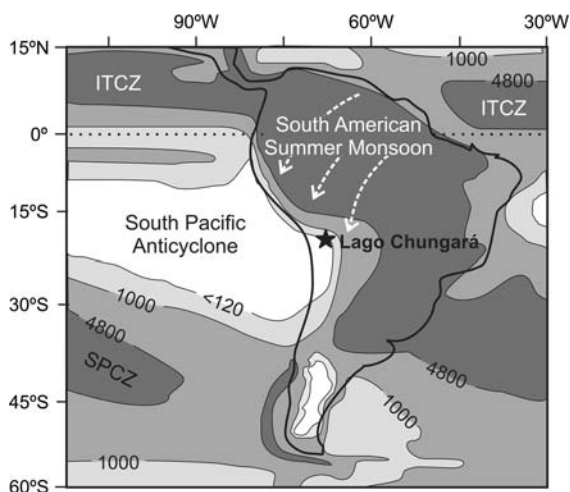 90ºW
60ºW
30ºW
15ºN
0º
15ºS
30ºS
45ºS
60ºS
1000
4800
ITCZ
ITCZ
South American
Summer Monsoon
South Pacific
Anticyclone
Lago Chungará
1000
<120
4800
SPCZ
4800
1000
1000